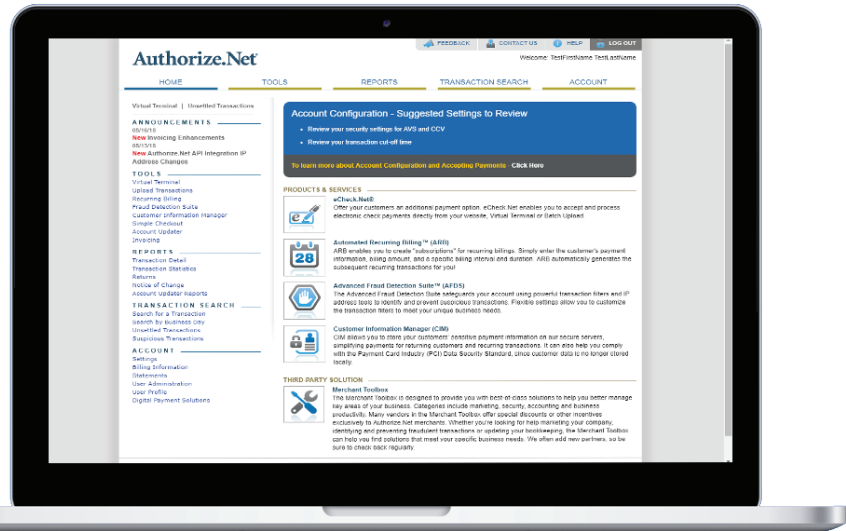 FEEDBACK CONTACT US HELP LOG OUT
Authorize.Net
Welcome: TestFirstName TestLastName
HOME TOOLS REPORTS TRANSACTION SEARCH ACCOUNT
Virtual Terminal | Unsettled Transactions
ANNOUNCEMENTS
New Invoicing Enhancements
New Authorize.Net API Integration IP
Address Changes
TOOLS
Virtual Terminal
Upload Transactions
Recurring Billing
Fraud Detection Suite
Customer Information Manager
Simple Checkout
Account Updater
Invoicing
REPORTS
Transaction Detail
Transaction Statistics
Returns
Notice of Change
Account Updater Reports
TRANSACTION SEARCH
Search for a Transaction
Search by Business Day
Unsettled Transactions
Suspicious Transactions
ACCOUNT
Settings
Billing Information
Statements
User Administration
User Profile
Digital Payment Solutions
Account Configuration - Suggested Settings to Review
• Review your security settings for AVS and CCV
• Review your transaction cut-off time
To learn more about Account Configuration and Accepting Payments - Click Here
PRODUCTS & SERVICES
eCheck.Net®
Offer your customers an additional payment option. eCheck.Net enables you to accept and process
electronic check payments directly from your website, Virtual Terminal or Batch Upload
e
Automated Recurring Billing™ (ARB)
ARB enables you to create "subscriptions" for recurring billings. Simply enter the customer's payment
information, billing amount, and a specific billing interval and duration. ARB automatically generates the
subsequent recurring transactions for you!
28
Advanced Fraud Detection Suite™ (AFDS)
The Advanced Fraud Detection Suite safeguards your account using powerful transaction filters and IP
address tools to identify and prevent suspicious transactions. Flexible settings allow you to customize
the transaction filters to meet your unique business needs.
Customer Information Manager (CIM)
CIM allows you to store your customers' sensitive payment information on our secure servers,
simplifying payments for returning customers and recurring transactions. It can also help you comply
with the Payment Card Industry (PCI) Data Security Standard, since customer data is no longer stored
locally.
THIRD PARTY SOLUTION
Merchant Toolbox
The Merchant Toolbox is designed to provide you with best-of-class solutions to help you better manage
key areas of your business. Categories include marketing, security, accounting and business
productivity. Many vendors in the Merchant Toolbox offer special discounts or other incentives
exclusively to Authorize.Net merchants. Whether you're looking for help marketing your company,
identifying and preventing fraudulent transactions or updating your bookkeeping, the Merchant Toolbox
can help you find solutions that meet your specific business needs. We often add new partners, so be
sure to check back regularly.